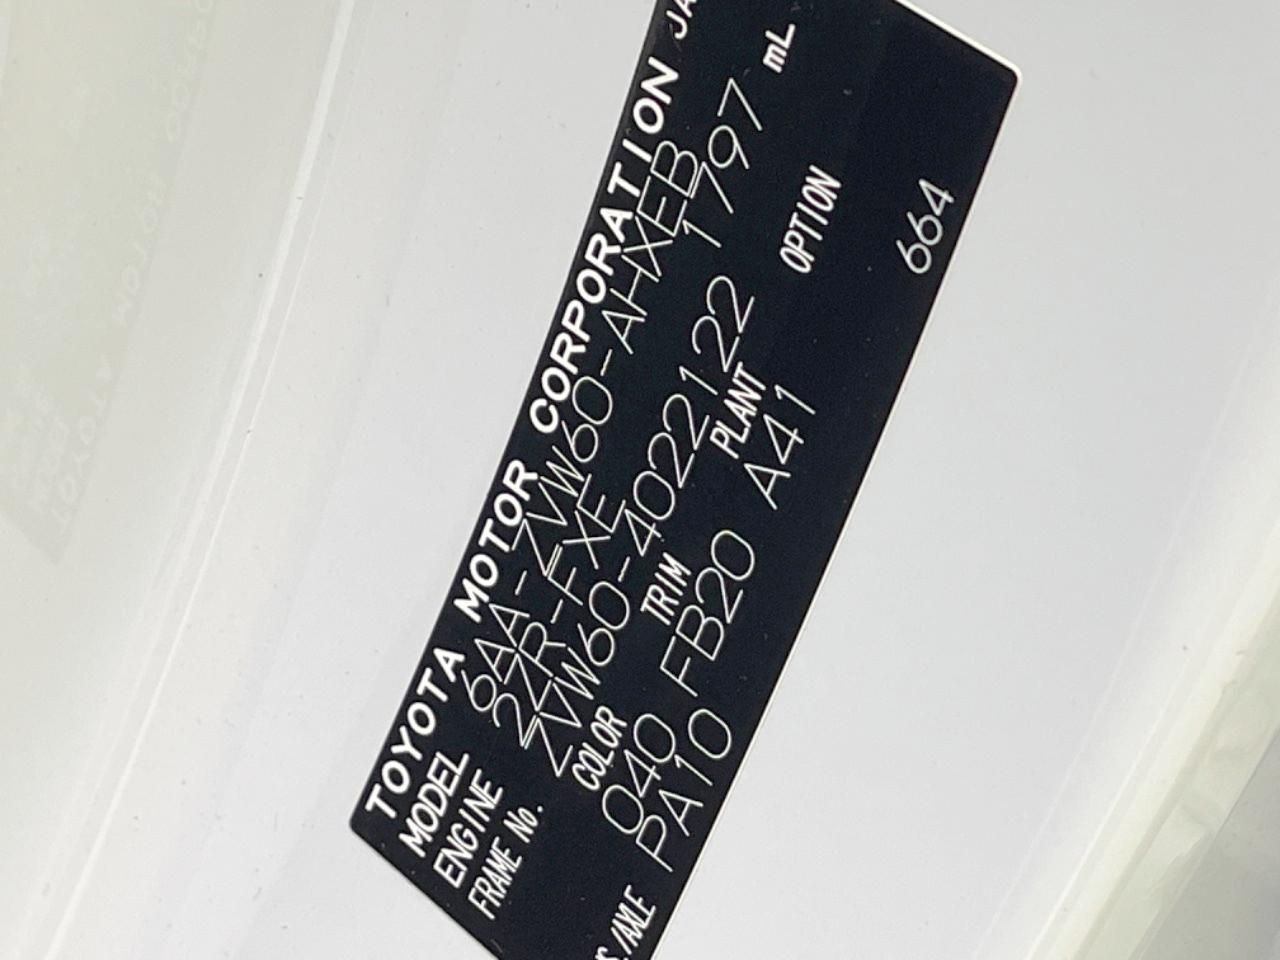 TOYOTA MOTOR CORPORATION
MODEL 6AA-ZVW60-AHXEB
ENGINE 2ZR-FXE 1797 mL
FRAME No. ZVW60-4022122
COLOR TRIM PLANT OPTION
040 FB20 A41
/AXLE PA10 664